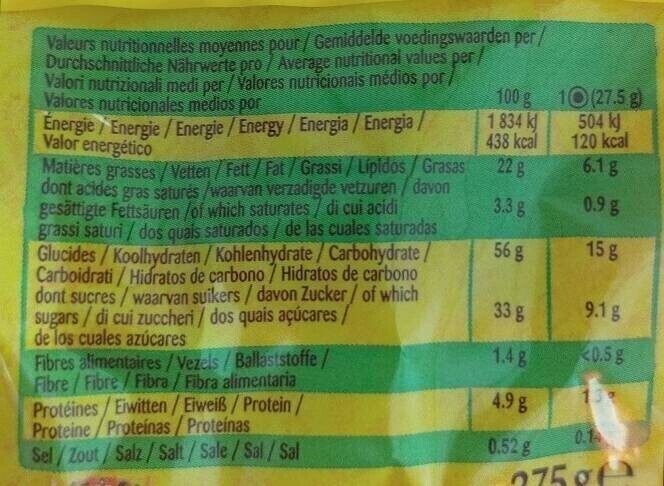 Valeurs nutritionnelles moyennes pour / Gemiddelde voedingswaarden per /
Durchschnittliche Nährwerte pro / Average nutritional values per /
Valori nutrizionali medi per / Valores nutricionais médios por /
Valores nutricionales medios por 100 g 1 (27.5 g)
Énergie / Energie / Energie / Energy / Energia / Energia / 1 834 kJ 504 kJ
Valor energético 438 kcal 120 kcal
Matières grasses / Vetten / Fett / Fat / Grassi / Lípidos / Grasas 22 g 6.1 g
dont acides gras saturés / waarvan verzadigde vetzuren / davon
gesättigte Fettsäuren / of which saturates / di cui acidi 3.3 g 0.9 g
grassi saturi / dos quais saturados / de las cuales saturadas
Glucides / Koolhydraten / Kohlenhydrate / Carbohydrate / 56 g 15 g
Carboidrati / Hidratos de carbono / Hidratos de carbono
dont sucres / waarvan suikers / davon Zucker / of which
sugars / di cui zuccheri / dos quais açúcares / 33 g 9.1 g
de los cuales azúcares
Fibres alimentaires / Vezels / Ballaststoffe / 1.4 g <0.5 g
Fibre / Fibre / Fibra / Fibra alimentaria
Protéines / Eiwitten / Eiweiß / Protein / 4.9 g
Proteine / Proteínas / Proteínas
Sel / Zout / Salz / Salt / Sale / Sal / Sal 0.52 g
275 g e